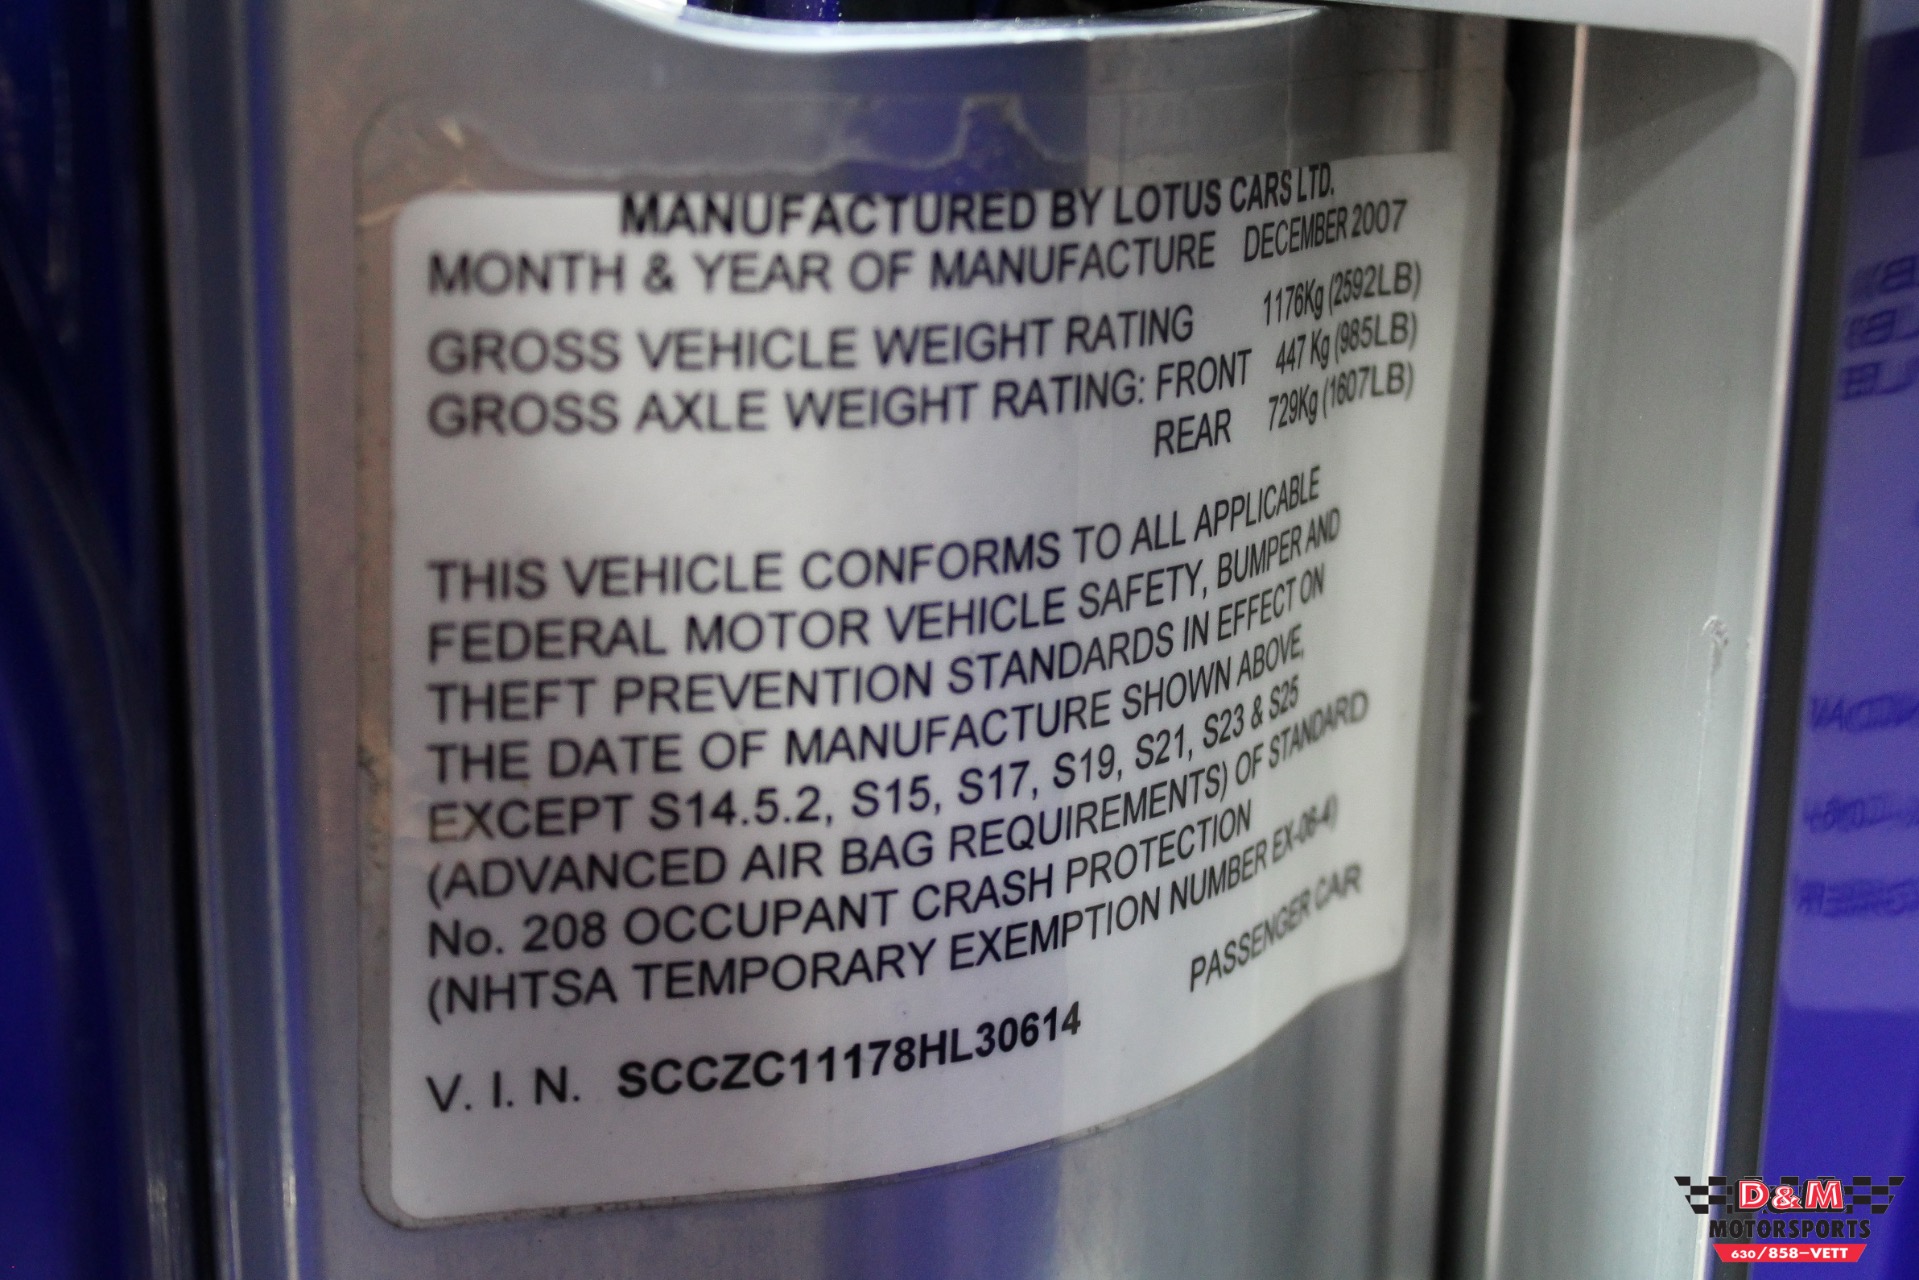 MANUFACTURED BY LOTUS CARS LTD.
MONTH & YEAR OF MANUFACTURE DECEMBER 2007
GROSS VEHICLE WEIGHT RATING 1176Kg (2592LB)
GROSS AXLE WEIGHT RATING: FRONT 447 Kg (985LB)
REAR 729Kg (1607LB)
THIS VEHICLE CONFORMS TO ALL APPLICABLE
FEDERAL MOTOR VEHICLE SAFETY, BUMPER AND
THEFT PREVENTION STANDARDS IN EFFECT ON
THE DATE OF MANUFACTURE SHOWN ABOVE,
EXCEPT S14.5.2, S15, S17, S19, S21, S23 & S25
(ADVANCED AIR BAG REQUIREMENTS) OF STANDARD
No. 208 OCCUPANT CRASH PROTECTION
(NHTSA TEMPORARY EXEMPTION NUMBER EX-06-4)
PASSENGER CAR
V. I. N. SCCZC11178HL30614
D&M
MOTORSPORTS
630/858-VETT